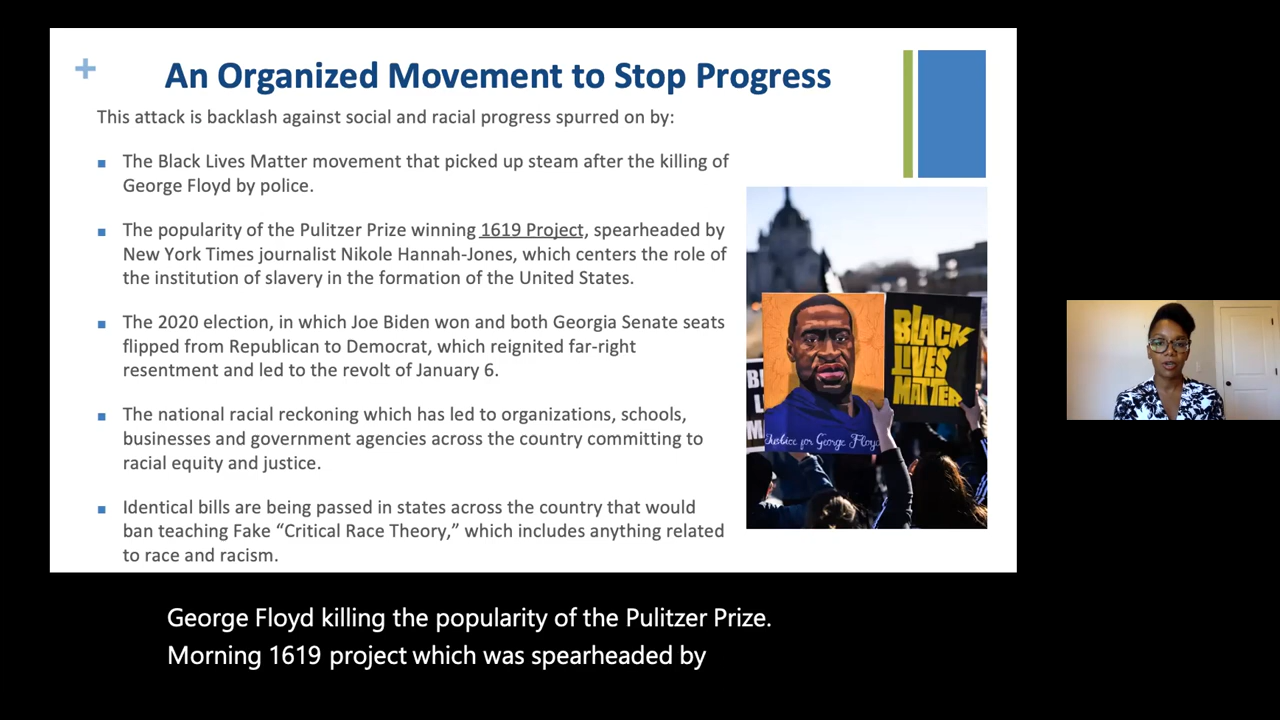 An Organized Movement to Stop Progress
This attack is backlash against social and racial progress spurred on by:
The Black Lives Matter movement that picked up steam after the killing of
George Floyd by police.
The popularity of the Pulitzer Prize winning 1619 Project, spearheaded by
New York Times journalist Nikole Hannah-Jones, which centers the role of
the institution of slavery in the formation of the United States.
The 2020 election, in which Joe Biden won and both Georgia Senate seats
flipped from Republican to Democrat, which reignited far-right
resentment and led to the revolt of January 6.
The national racial reckoning which has led to organizations, schools,
businesses and government agencies across the country committing to
racial equity and justice.
Identical bills are being passed in states across the country that would
ban teaching Fake “Critical Race Theory,” which includes anything related
to race and racism.
BLACK
LIVES
MATTER
Justice for George Floyd
George Floyd killing the popularity of the Pulitzer Prize.
Morning 1619 project which was spearheaded by